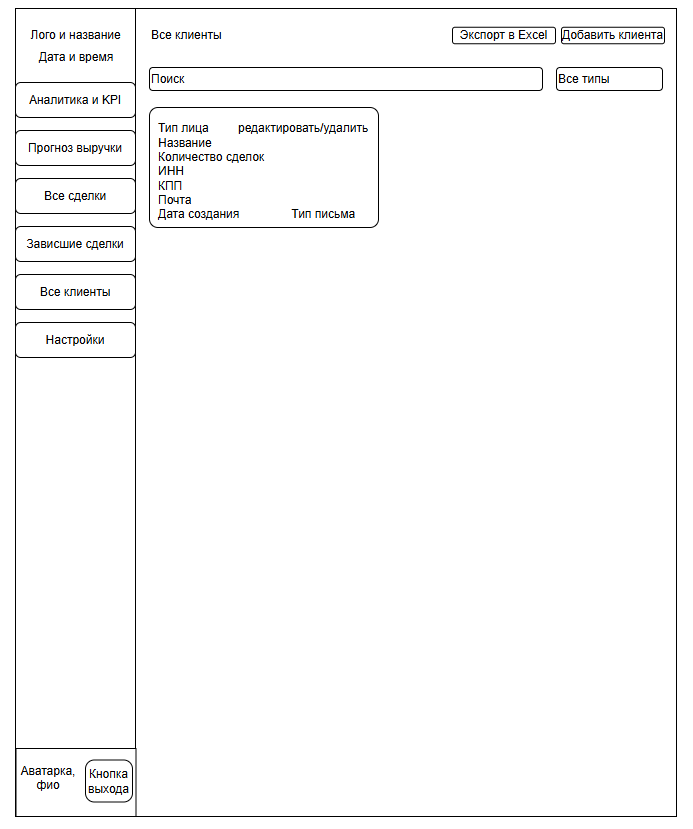 Лого и название
Дата и время
Аналитика и KPI
Прогноз выручки
Все сделки
Зависшие сделки
Все клиенты
Настройки
Аватарка,
фио
Кнопка
выхода
Все клиенты
Экспорт в Excel
Добавить клиента
Поиск
Все типы
Тип лица редактировать/удалить
Название
Количество сделок
ИНН
КПП
Почта
Дата создания Тип письма